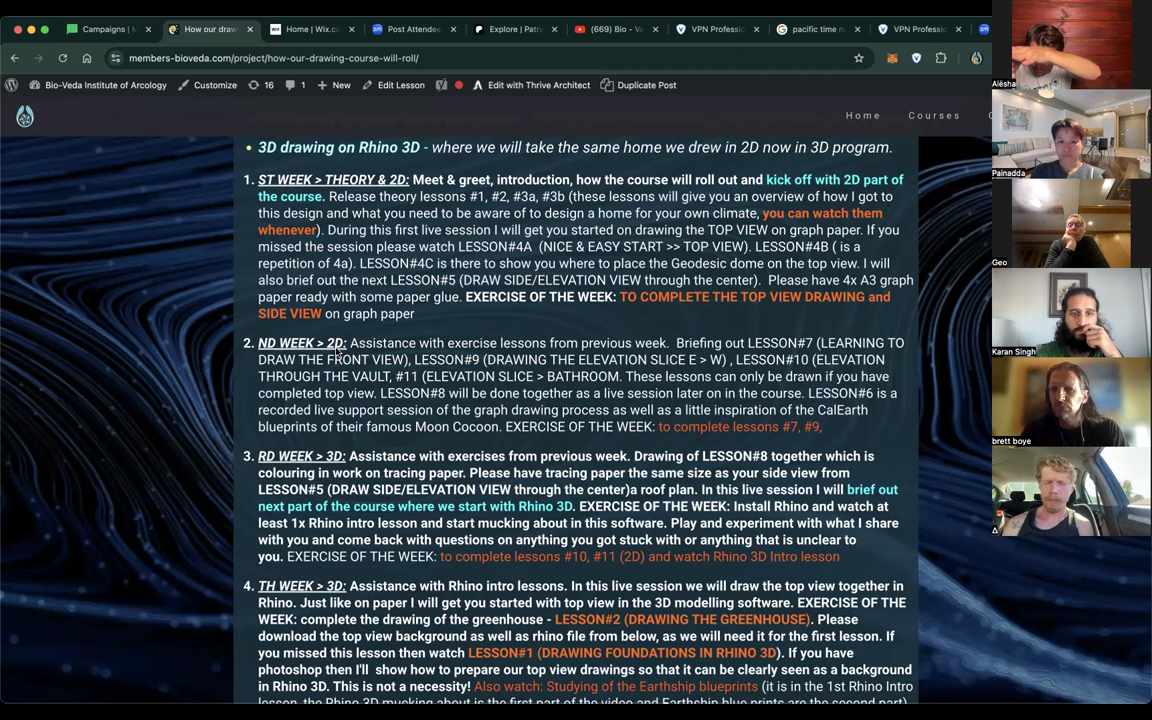 Campaigns | M
How our draw
Home | Wix.co
Post Attende
Explore | Pat
(669) Bio - Ve
VPN Professio
pacific time n
VPN Professio
members-bioveda.com/project/how-our-drawing-course-will-roll/
Bio-Veda Institute of Arcology Customize 16 1 + New Edit Lesson Edit with Thrive Architect Duplicate Post
Home Courses
3D drawing on Rhino 3D - where we will take the same home we drew in 2D now in 3D program.
1. ST WEEK > THEORY & 2D: Meet & greet, introduction, how the course will roll out and kick off with 2D part of
the course. Release theory lessons #1, #2, #3a, #3b (these lessons will give you an overview of how I got to
this design and what you need to be aware of to design a home for your own climate, you can watch them
whenever). During this first live session I will get you started on drawing the TOP VIEW on graph paper. If you
missed the session please watch LESSON#4A (NICE & EASY START >> TOP VIEW). LESSON#4B ( is a
repetition of 4a). LESSON#4C is there to show you where to place the Geodesic dome on the top view. I will
also brief out the next LESSON#5 (DRAW SIDE/ELEVATION VIEW through the center). Please have 4x A3 graph
paper ready with some paper glue. EXERCISE OF THE WEEK: TO COMPLETE THE TOP VIEW DRAWING and
SIDE VIEW on graph paper
2. ND WEEK > 2D: Assistance with exercise lessons from previous week. Briefing out LESSON#7 (LEARNING TO
DRAW THE FRONT VIEW), LESSON#9 (DRAWING THE ELEVATION SLICE E > W) , LESSON#10 (ELEVATION
THROUGH THE VAULT, #11 (ELEVATION SLICE > BATHROOM. These lessons can only be drawn if you have
completed top view. LESSON#8 will be done together as a live session later on in the course. LESSON#6 is a
recorded live support session of the graph drawing process as well as a little inspiration of the CalEarth
blueprints of their famous Moon Cocoon. EXERCISE OF THE WEEK: to complete lessons #7, #9,
3. RD WEEK > 3D: Assistance with exercises from previous week. Drawing of LESSON#8 together which is
colouring in work on tracing paper. Please have tracing paper the same size as your side view from
LESSON#5 (DRAW SIDE/ELEVATION VIEW through the center)a roof plan. In this live session I will brief out
next part of the course where we start with Rhino 3D. EXERCISE OF THE WEEK: Install Rhino and watch at
least 1x Rhino intro lesson and start mucking about in this software. Play and experiment with what I share
with you and come back with questions on anything you got stuck with or anything that is unclear to
you. EXERCISE OF THE WEEK: to complete lessons #10, #11 (2D) and watch Rhino 3D Intro lesson
4. TH WEEK > 3D: Assistance with Rhino intro lessons. In this live session we will draw the top view together in
Rhino. Just like on paper I will get you started with top view in the 3D modelling software. EXERCISE OF THE
WEEK: complete the drawing of the greenhouse - LESSON#2 (DRAWING THE GREENHOUSE). Please
download the top view background as well as rhino file from below, as we will need it for the first lesson. If
you missed this lesson then watch LESSON#1 (DRAWING FOUNDATIONS IN RHINO 3D). If you have
photoshop then I'll show how to prepare our top view drawings so that it can be clearly seen as a background
in Rhino 3D. This is not a necessity! Also watch: Studying of the Earthship blueprints (it is in the 1st Rhino Intro
lesson, the Rhino 3D mucking about is the first part of the video and Earthship blue prints are the second part)
Alësha
Painadda
Geo
Karan Singh
brett boye